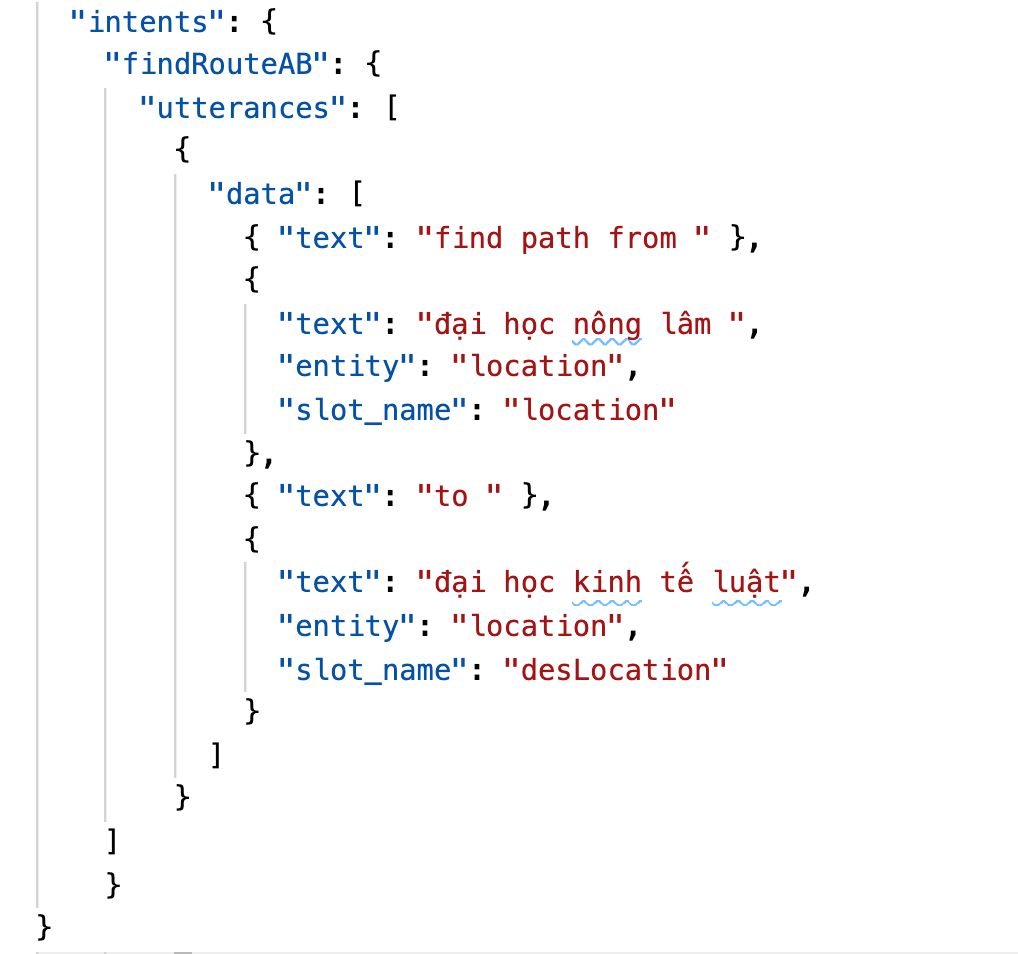 "intents": {
"findRouteAB": {
"utterances": [
{
"data": [
{ "text": "find path from " },
{
"text": "đại học nông lâm ",
"entity": "location",
"slot_name": "location"
},
{ "text": "to " },
{
"text": "đại học kinh tế luật",
"entity": "location",
"slot_name": "desLocation"
}
]
}
]
}
}